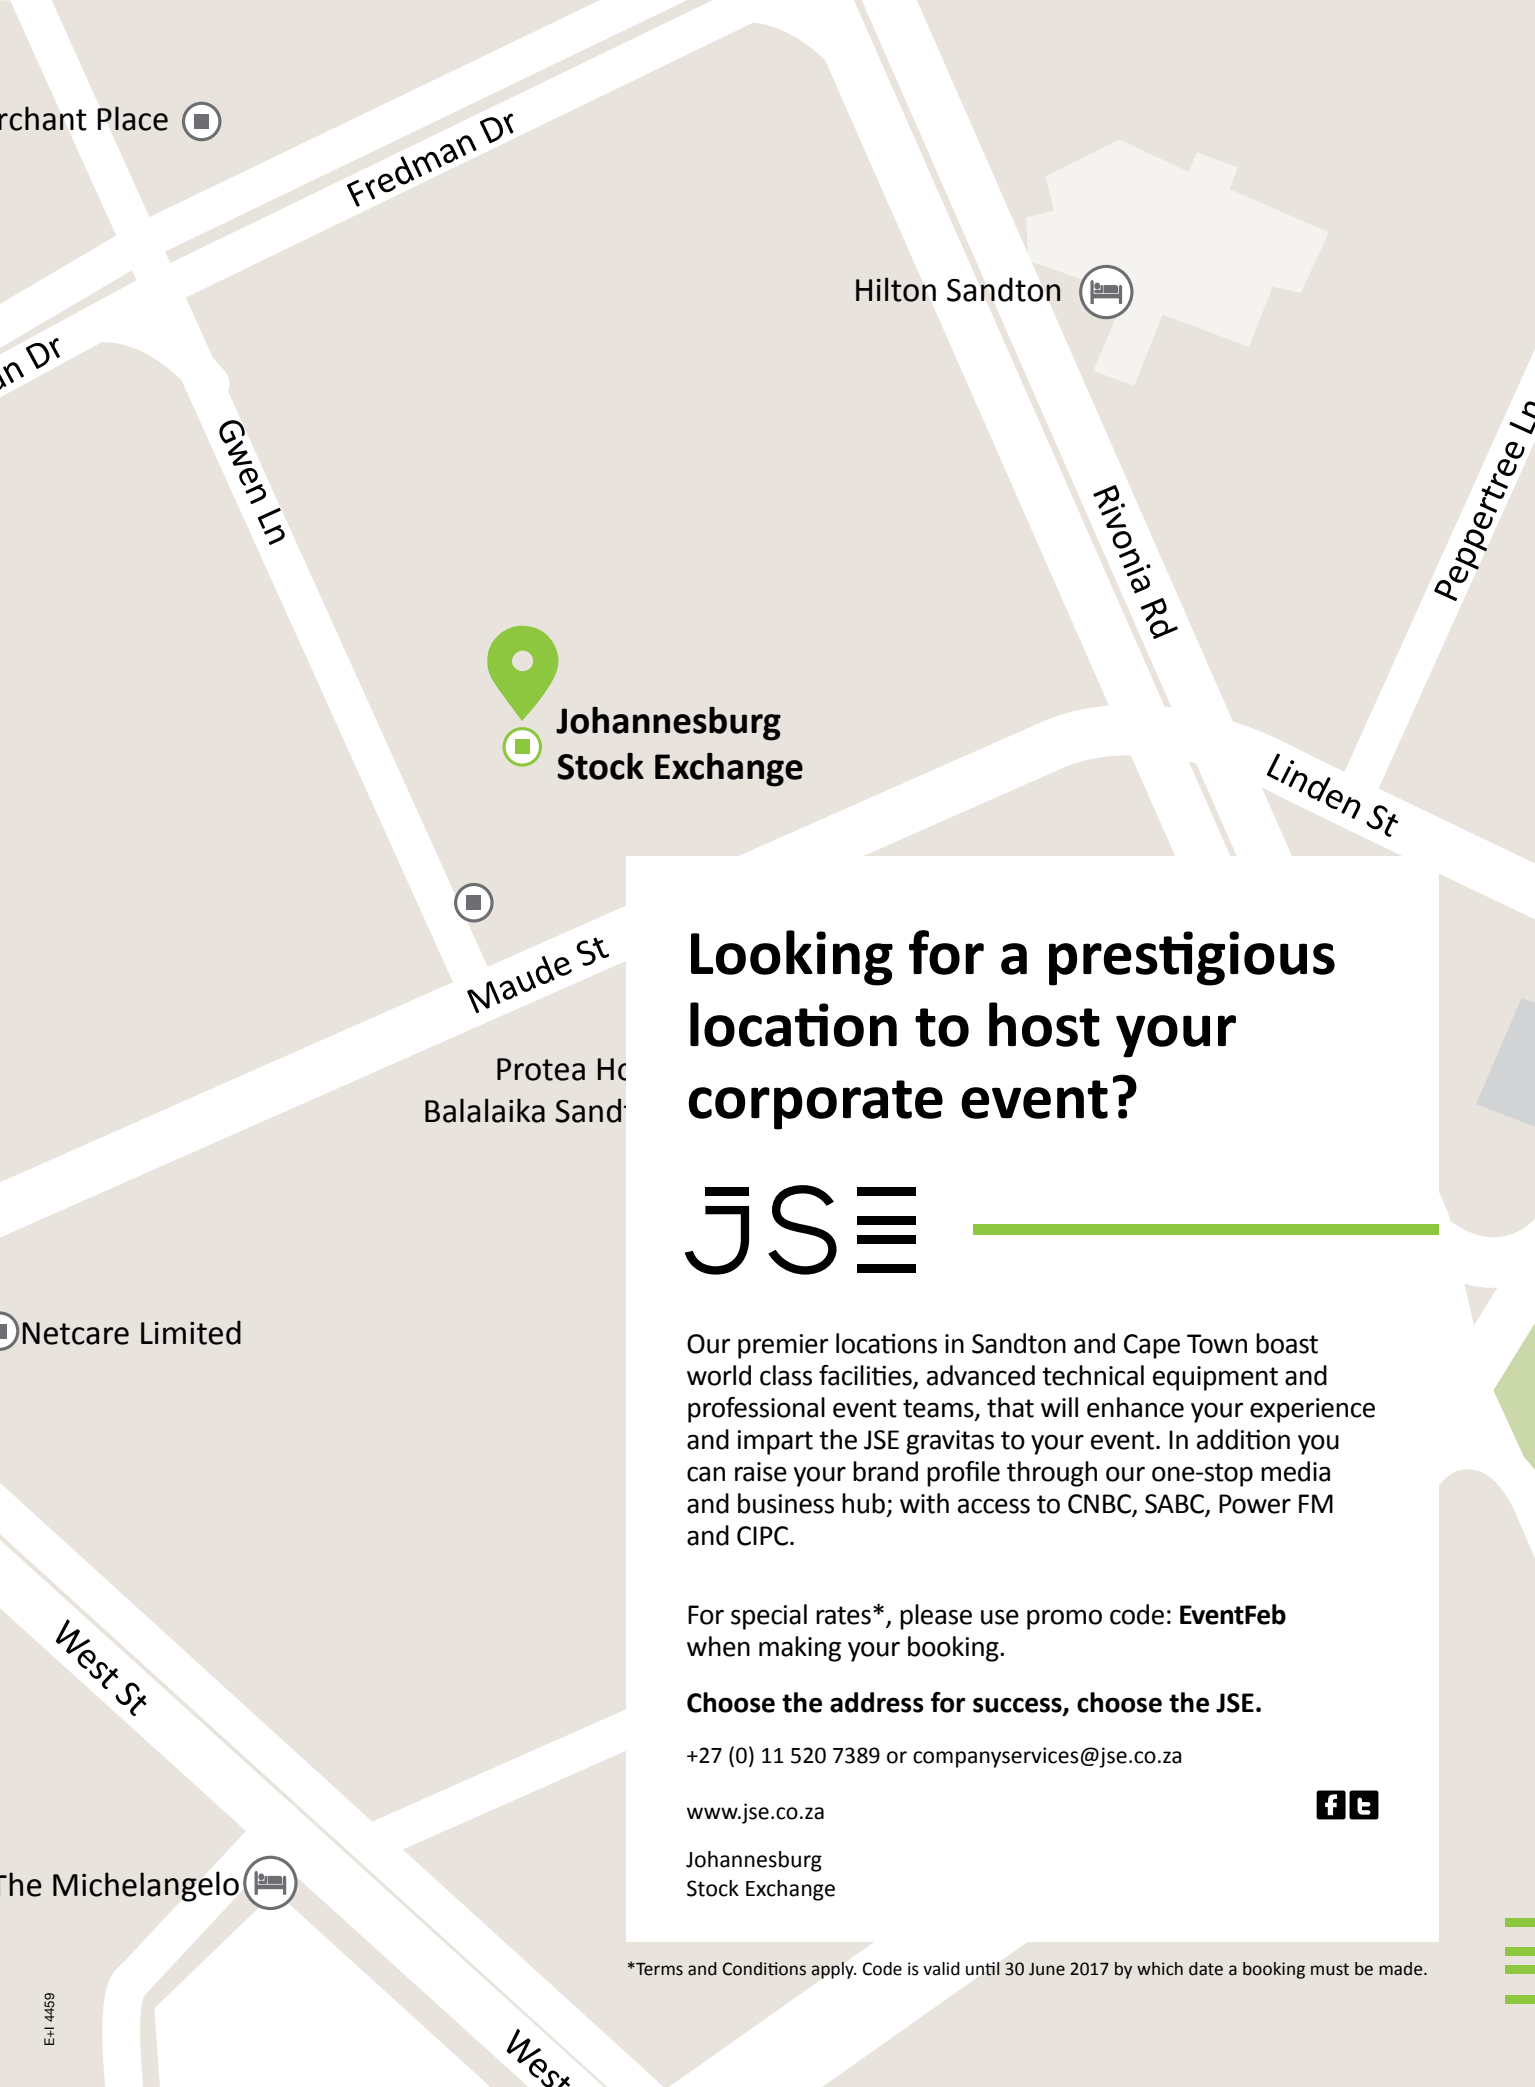 rchant Place
Fredman Dr
Hilton Sandton
an Dr
Gwen Ln
Rivonia Rd
Peppertree Ln
Johannesburg
Stock Exchange
Linden St
Maude St
Protea Ho
Balalaika Sandt
Netcare Limited
West St
The Michelangelo
West
Looking for a prestigious
location to host your
corporate event?
JSE
Our premier locations in Sandton and Cape Town boast
world class facilities, advanced technical equipment and
professional event teams, that will enhance your experience
and impart the JSE gravitas to your event. In addition you
can raise your brand profile through our one-stop media
and business hub; with access to CNBC, SABC, Power FM
and CIPC.
For special rates*, please use promo code: EventFeb
when making your booking.
Choose the address for success, choose the JSE.
+27 (0) 11 520 7389 or companyservices@jse.co.za
www.jse.co.za
Johannesburg
Stock Exchange
*Terms and Conditions apply. Code is valid until 30 June 2017 by which date a booking must be made.
E+I 4459